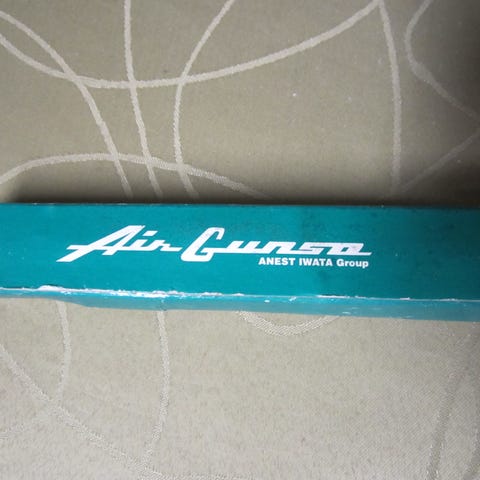 Air Gunsa
ANEST IWATA Group